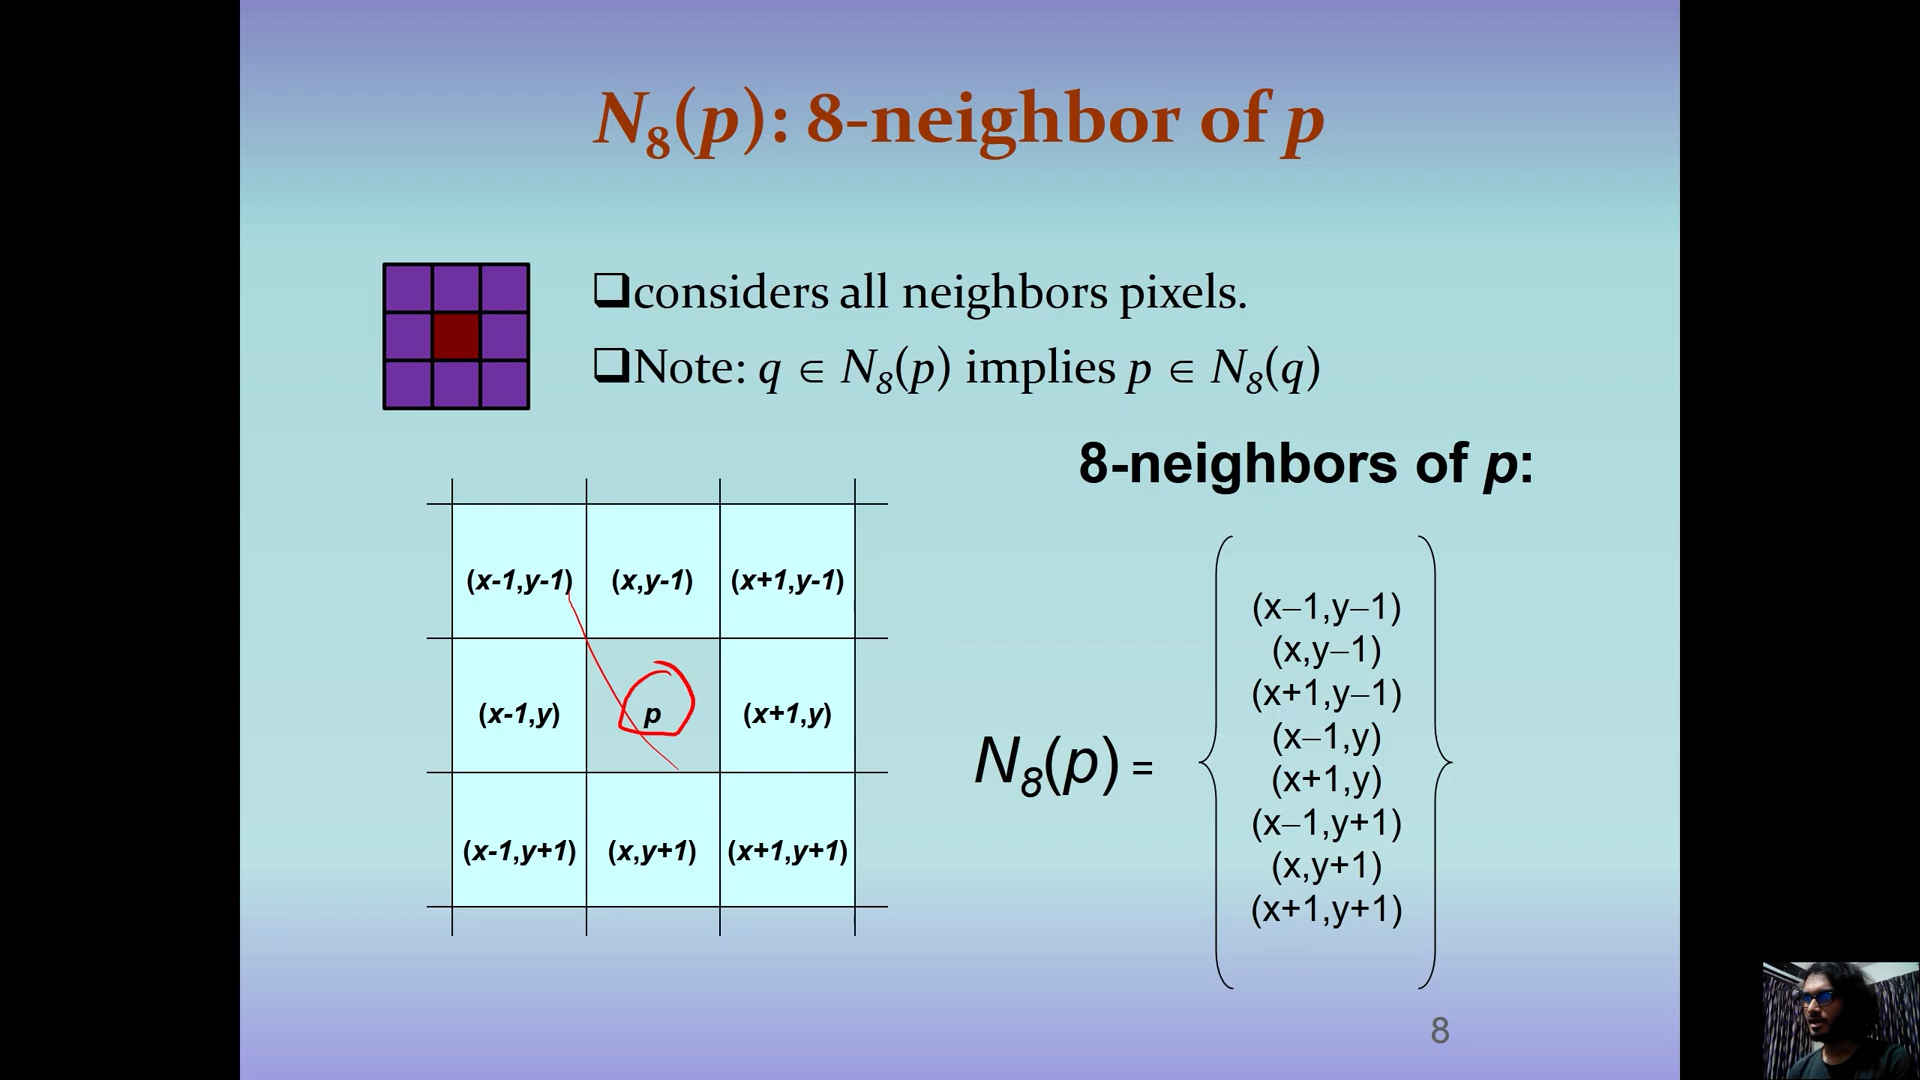 N8(p): 8-neighbor of p
❑considers all neighbors pixels.
❑Note: q ∈ N8(p) implies p ∈ N8(q)
8-neighbors of p:
(x-1,y-1) (x,y-1) (x+1,y-1)
(x-1,y) p (x+1,y)
(x-1,y+1) (x,y+1) (x+1,y+1)
N8(p) =
(x−1,y−1)
(x,y−1)
(x+1,y−1)
(x−1,y)
(x+1,y)
(x−1,y+1)
(x,y+1)
(x+1,y+1)
8